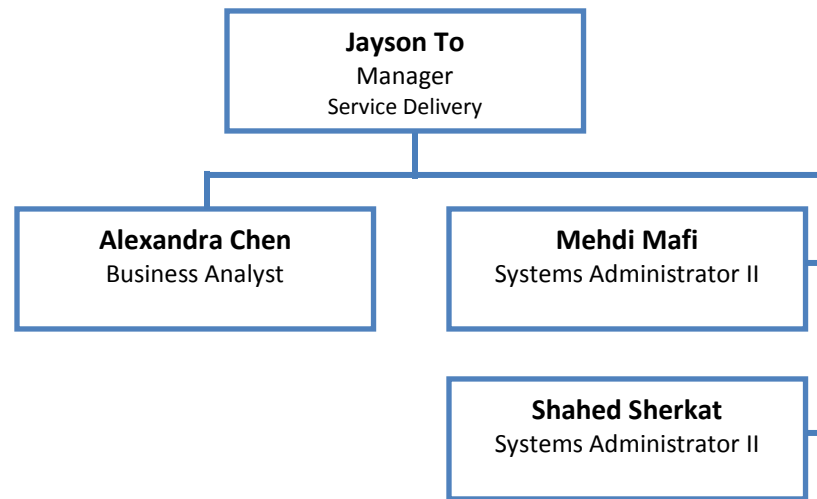 Jayson To
Manager
Service Delivery
Alexandra Chen
Business Analyst
Mehdi Mafi
Systems Administrator II
Shahed Sherkat
Systems Administrator II